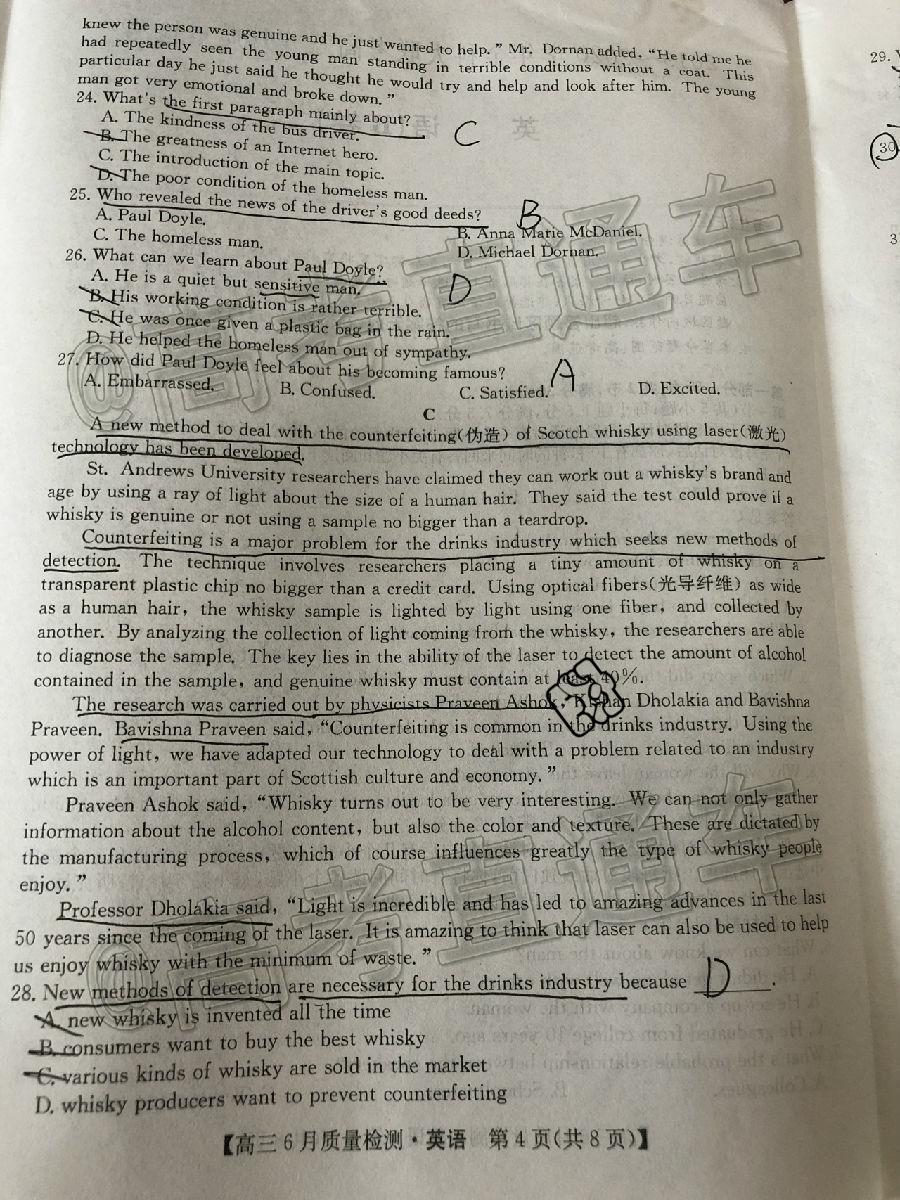 knew the person was genuine and he just wanted to help. ” Mr. Dornan added, “He told me he
had repeatedly seen the young man standing in terrible conditions without a coat. This
particular day he just said he thought he would try and help and look after him. The young
man got very emotional and broke down. ”
24. What's the first paragraph mainly about?
A. The kindness of the bus driver.
C
B. The greatness of an Internet hero.
C. The introduction of the main topic.
D. The poor condition of the homeless man.
25. Who revealed the news of the driver's good deeds?
B
A. Paul Doyle. B. Anna Marie McDaniel.
C. The homeless man. D. Michael Dornan.
26. What can we learn about Paul Doyle?
A. He is a quiet but sensitive man.
D
B. His working condition is rather terrible.
C. He was once given a plastic bag in the rain.
D. He helped the homeless man out of sympathy.
27. How did Paul Doyle feel about his becoming famous?
A
A. Embarrassed. B. Confused. C. Satisfied. D. Excited.
C
A new method to deal with the counterfeiting(伪造) of Scotch whisky using laser(激光)
technology has been developed.
St. Andrews University researchers have claimed they can work out a whisky's brand and
age by using a ray of light about the size of a human hair. They said the test could prove if a
whisky is genuine or not using a sample no bigger than a teardrop.
Counterfeiting is a major problem for the drinks industry which seeks new methods of
detection. The technique involves researchers placing a tiny amount of whisky on a
transparent plastic chip no bigger than a credit card. Using optical fibers(光导纤维) as wide
as a human hair, the whisky sample is lighted by light using one fiber, and collected by
another. By analyzing the collection of light coming from the whisky, the researchers are able
to diagnose the sample. The key lies in the ability of the laser to detect the amount of alcohol
contained in the sample, and genuine whisky must contain at least 40%.
The research was carried out by physicists Praveen Ashok, Kishan Dholakia and Bavishna
Praveen. Bavishna Praveen said, “Counterfeiting is common in the drinks industry. Using the
power of light, we have adapted our technology to deal with a problem related to an industry
which is an important part of Scottish culture and economy. ”
Praveen Ashok said, “Whisky turns out to be very interesting. We can not only gather
information about the alcohol content, but also the color and texture. These are dictated by
the manufacturing process, which of course influences greatly the type of whisky people
enjoy. ”
Professor Dholakia said, “Light is incredible and has led to amazing advances in the last
50 years since the coming of the laser. It is amazing to think that laser can also be used to help
us enjoy whisky with the minimum of waste. ”
28. New methods of detection are necessary for the drinks industry because D.
A. new whisky is invented all the time
B. consumers want to buy the best whisky
C. various kinds of whisky are sold in the market
D. whisky producers want to prevent counterfeiting
【高三6月质量检测·英语 第4页(共8页)】
@高考直通车
@高考直通车
29.
30
3